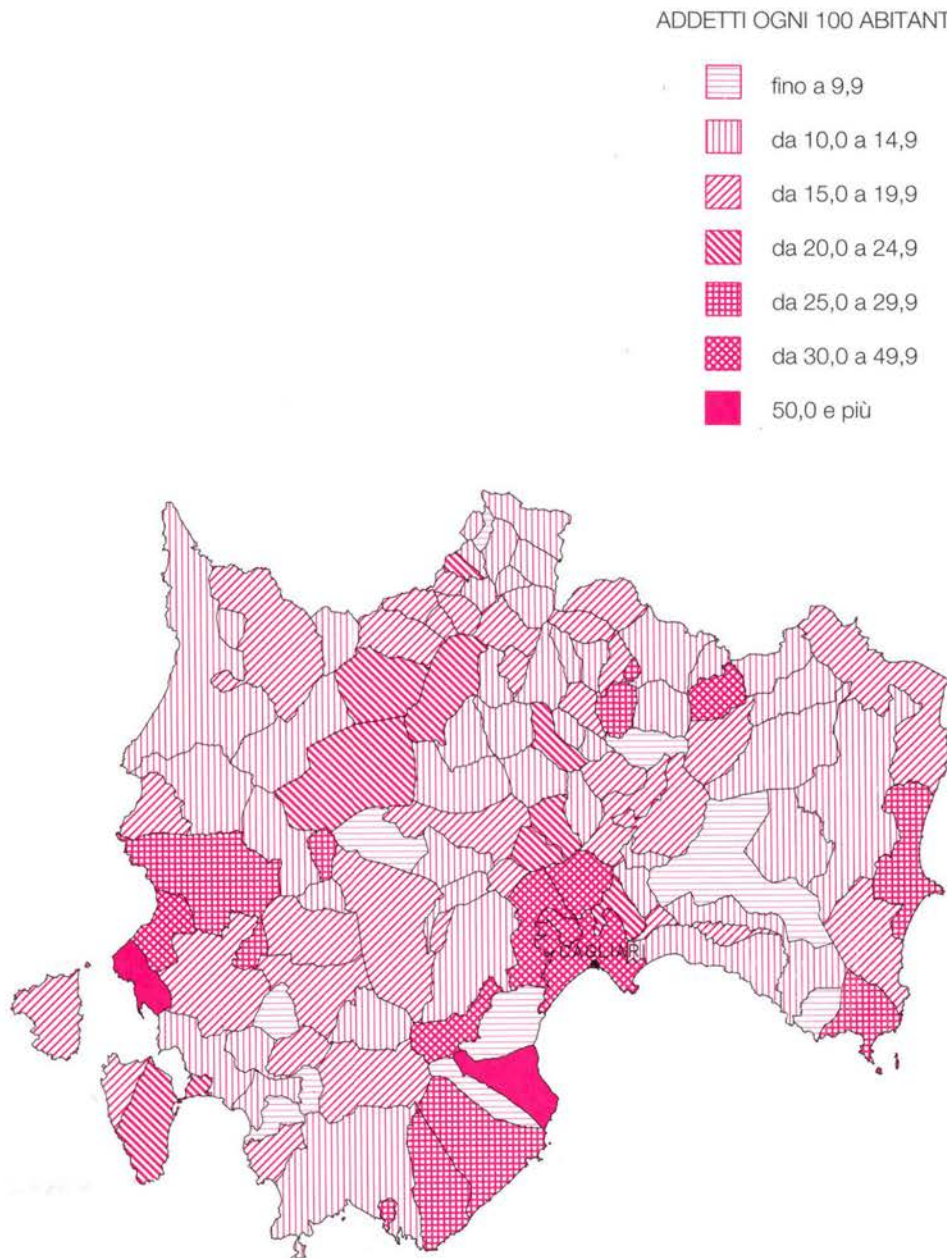 ADDETTI OGNI 100 ABITANT
fino a 9,9
da 10,0 a 14,9
da 15,0 a 19,9
da 20,0 a 24,9
da 25,0 a 29,9
da 30,0 a 49,9
50,0 e più
CAGLIARI